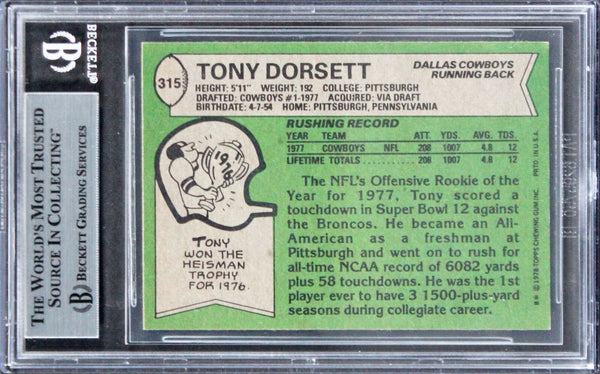 BECKETT
THE WORLD'S MOST TRUSTED
SOURCE IN COLLECTING™
BECKETT GRADING SERVICES
315
TONY DORSETT
DALLAS COWBOYS
RUNNING BACK
HEIGHT: 5'11" WEIGHT: 192 COLLEGE: PITTSBURGH
DRAFTED: COWBOYS #1-1977 ACQUIRED: VIA DRAFT
BIRTHDATE: 4-7-54 HOME: PITTSBURGH, PENNSYLVANIA
RUSHING RECORD
YEAR TEAM ATT. YDS. AVG. TDS
1977 COWBOYS NFL 208 1007 4.8 12
LIFETIME TOTALS . . . . . . . 208 1007 4.8 12
1976
TONY
WON THE
HEISMAN
TROPHY
FOR 1976.
The NFL's Offensive Rookie of the
Year for 1977, Tony scored a
touchdown in Super Bowl 12 against
the Broncos. He became an All-
American as a freshman at
Pittsburgh and went on to rush for
all-time NCAA record of 6082 yards
plus 58 touchdowns. He was the 1st
player ever to have 3 1500-plus-yard
seasons during collegiate career.
© 1978 TOPPS CHEWING GUM, INC.
PRTD. IN U.S.A.